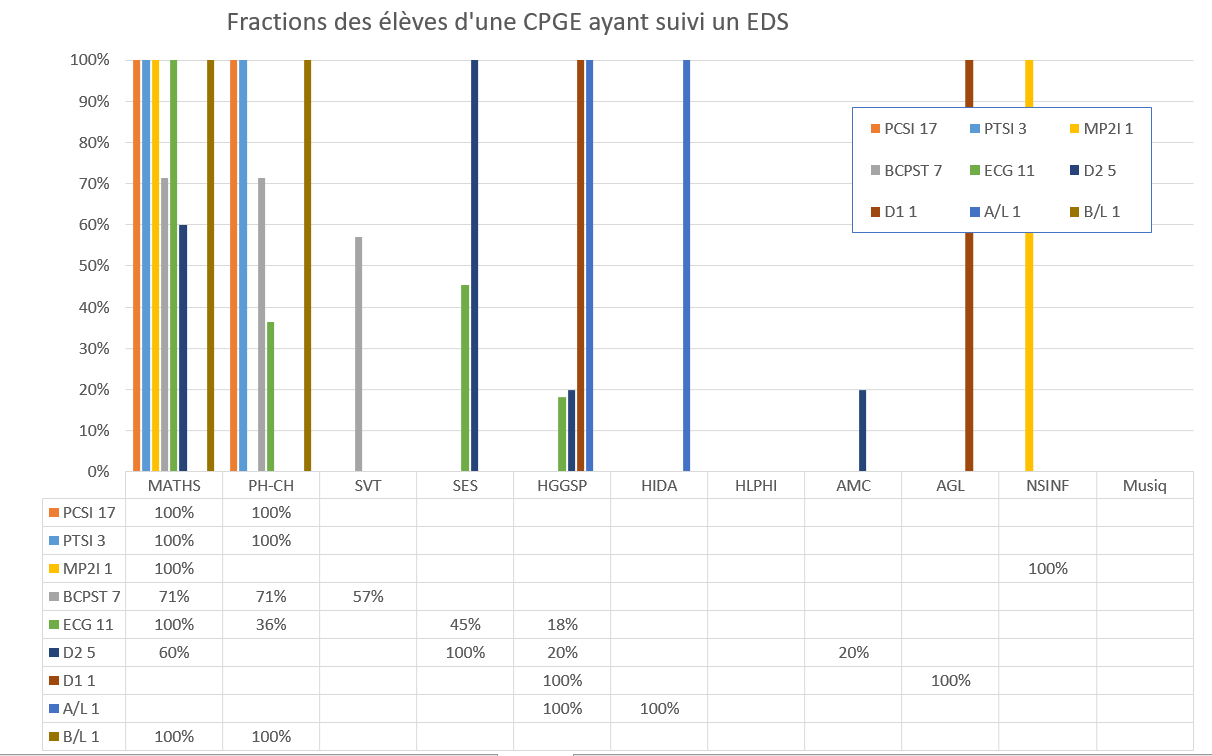 Fractions des élèves d'une CPGE ayant suivi un EDS
100%
90%
80%
70%
60%
50%
40%
30%
20%
10%
0%
PCSI 17 PTSI 3 MP2I 1
BCPST 7 ECG 11 D2 5
D1 1 A/L 1 B/L 1
MATHS PH-CH SVT SES HGGSP HIDA HLPHI AMC AGL NSINF Musiq
PCSI 17 100% 100%
PTSI 3 100% 100%
MP2I 1 100% 100%
BCPST 7 71% 71% 57%
ECG 11 100% 36% 45% 18%
D2 5 60% 100% 20% 20%
D1 1 100% 100%
A/L 1 100% 100%
B/L 1 100% 100%